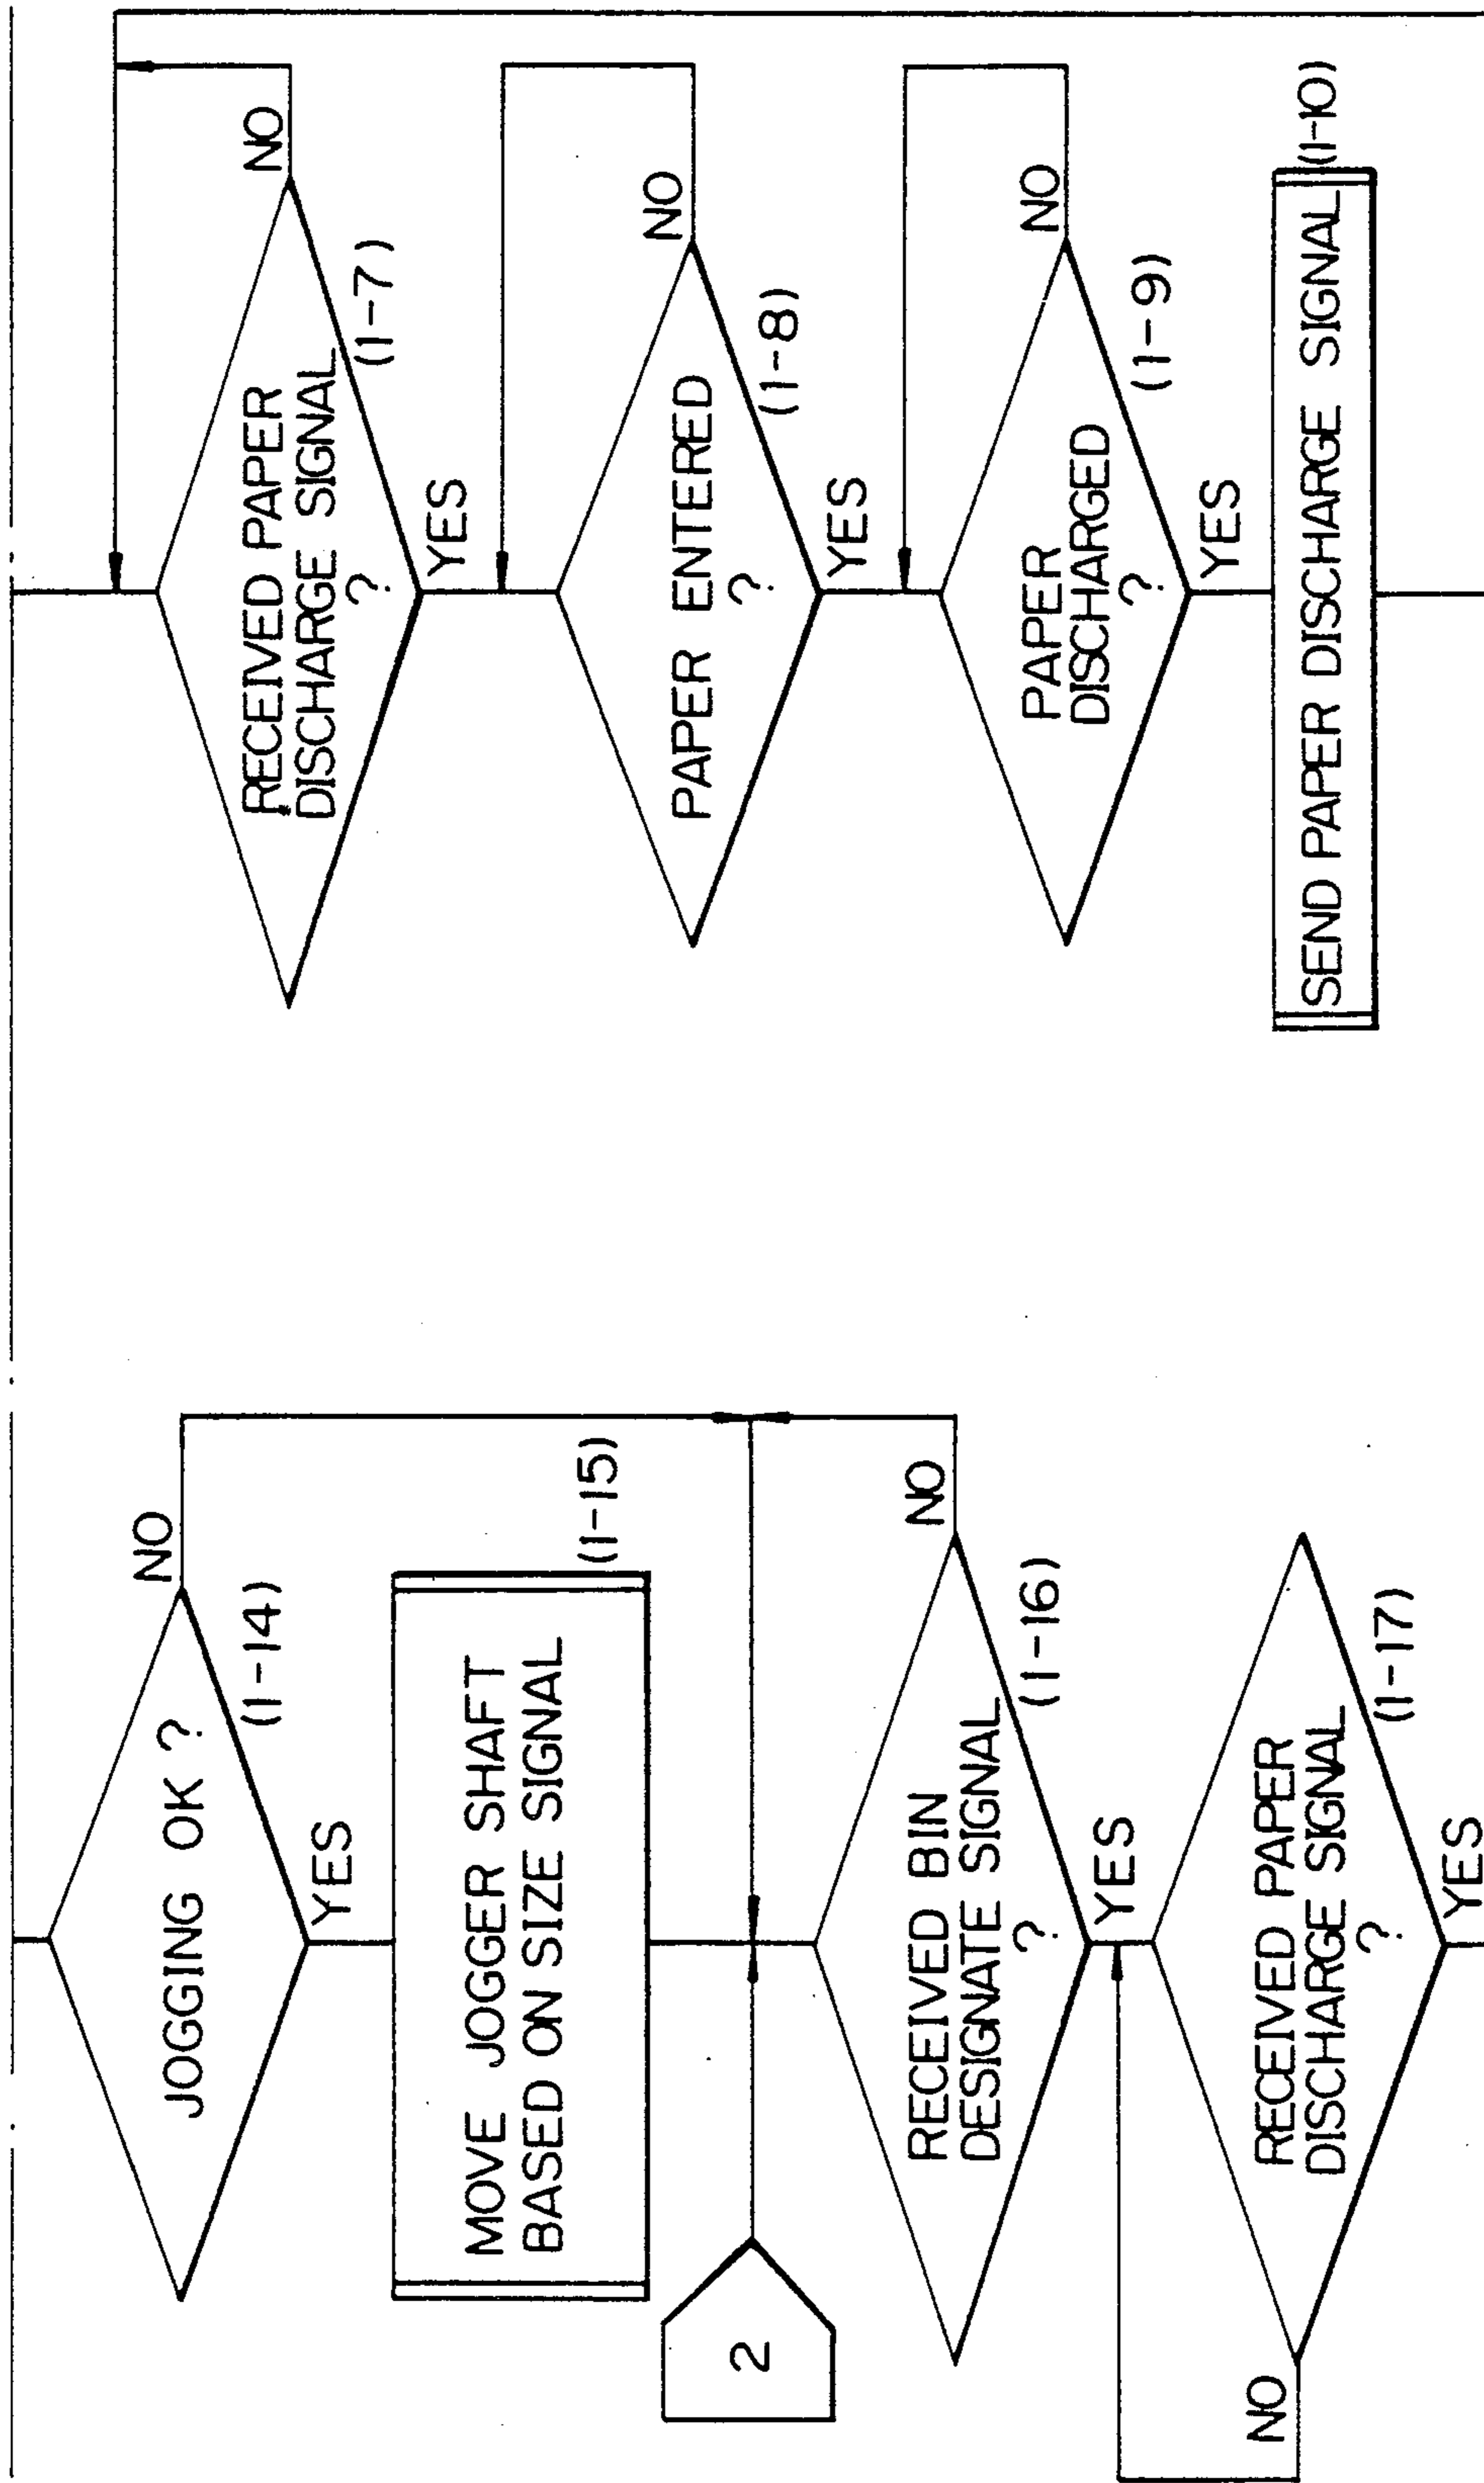 JOGGING OK ?
NO
(1-14)
YES
MOVE JOGGER SHAFT
BASED ON SIZE SIGNAL
(1-15)
2
RECEIVED BIN
DESIGNATE SIGNAL
?
NO
(1-16)
YES
RECEIVED PAPER
DISCHARGE SIGNAL
?
NO
(1-17)
YES
RECEIVED PAPER
DISCHARGE SIGNAL
?
NO
(1-7)
YES
PAPER ENTERED
?
NO
(1-8)
YES
PAPER
DISCHARGED
?
NO
(1-9)
YES
SEND PAPER DISCHARGE SIGNAL
(1-10)